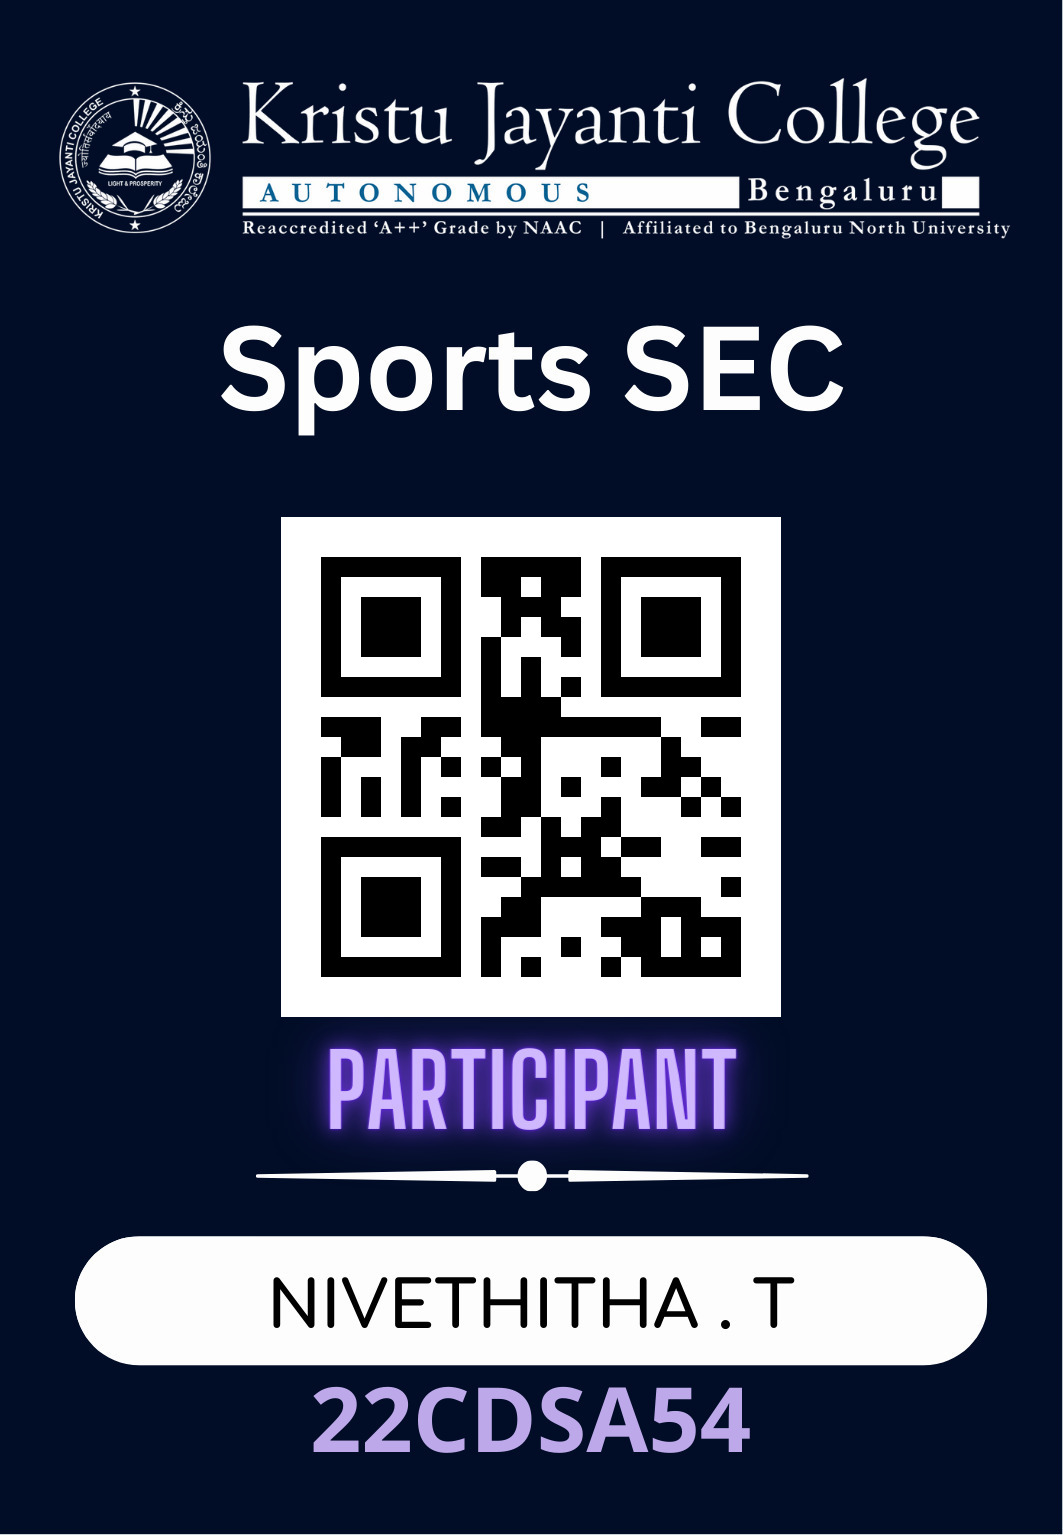 KRISTU JAYANTI COLLEGE
ಕ್ರಿಸ್ತು ಜಯಂತಿ ಕಾಲೇಜು
LIGHT & PROSPERITY
Kristu Jayanti College
AUTONOMOUS Bengaluru
Reaccredited ‘A++’ Grade by NAAC | Affiliated to Bengaluru North University
Sports SEC
PARTICIPANT
NIVETHITHA . T
22CDSA54